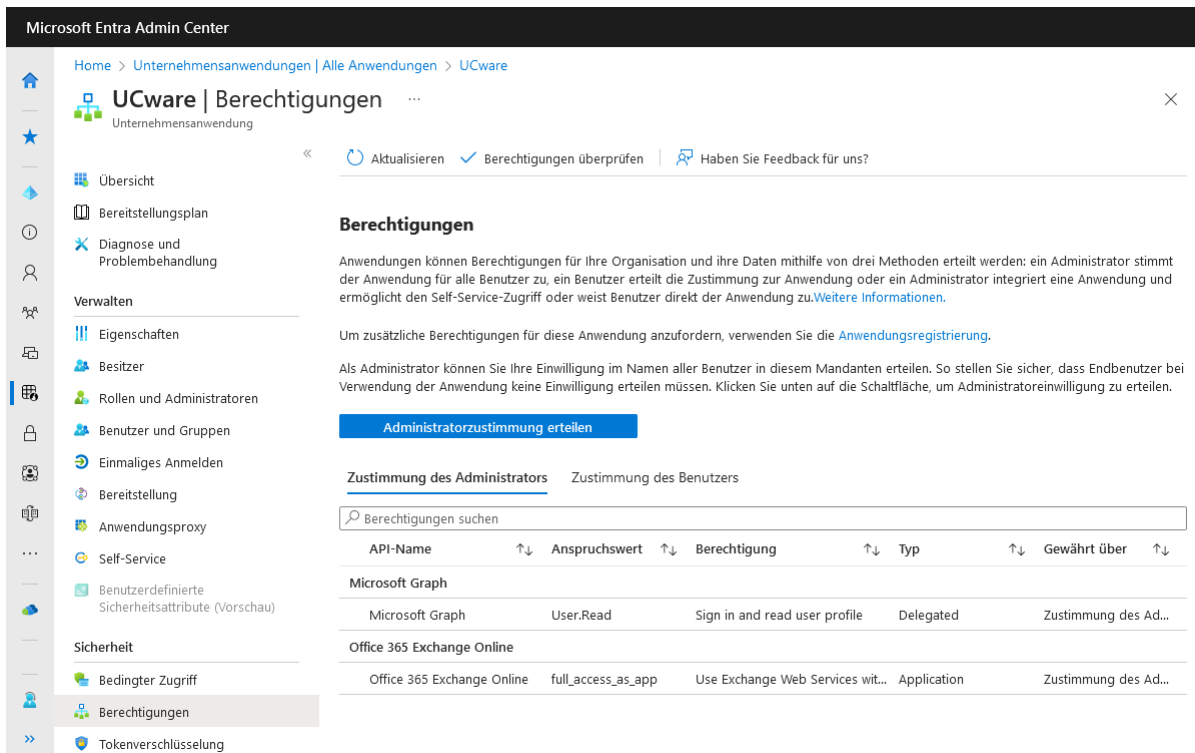 Microsoft Entra Admin Center
Home > Unternehmensanwendungen | Alle Anwendungen > UCware
UCware | Berechtigungen ...
Unternehmensanwendung
«
Übersicht
Bereitstellungsplan
Diagnose und
Problembehandlung
Verwalten
Eigenschaften
Besitzer
Rollen und Administratoren
Benutzer und Gruppen
Einmaliges Anmelden
Bereitstellung
Anwendungsproxy
Self-Service
Benutzerdefinierte
Sicherheitsattribute (Vorschau)
Sicherheit
Bedingter Zugriff
Berechtigungen
Tokenverschlüsselung
Aktualisieren Berechtigungen überprüfen Haben Sie Feedback für uns?
Berechtigungen
Anwendungen können Berechtigungen für Ihre Organisation und ihre Daten mithilfe von drei Methoden erteilt werden: ein Administrator stimmt
der Anwendung für alle Benutzer zu, ein Benutzer erteilt die Zustimmung zur Anwendung oder ein Administrator integriert eine Anwendung und
ermöglicht den Self-Service-Zugriff oder weist Benutzer direkt der Anwendung zu.Weitere Informationen.
Um zusätzliche Berechtigungen für diese Anwendung anzufordern, verwenden Sie die Anwendungsregistrierung.
Als Administrator können Sie Ihre Einwilligung im Namen aller Benutzer in diesem Mandanten erteilen. So stellen Sie sicher, dass Endbenutzer bei
Verwendung der Anwendung keine Einwilligung erteilen müssen. Klicken Sie unten auf die Schaltfläche, um Administratoreinwilligung zu erteilen.
Administratorzustimmung erteilen
Zustimmung des Administrators Zustimmung des Benutzers
Berechtigungen suchen
API-Name ↑↓ Anspruchswert ↑↓ Berechtigung ↑↓ Typ ↑↓ Gewährt über ↑↓
Microsoft Graph
Microsoft Graph User.Read Sign in and read user profile Delegated Zustimmung des Ad...
Office 365 Exchange Online
Office 365 Exchange Online full_access_as_app Use Exchange Web Services wit... Application Zustimmung des Ad...